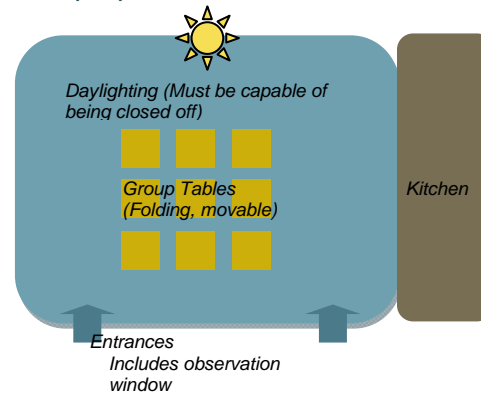 Daylighting (Must be capable of
being closed off)
Group Tables
(Folding, movable)
Kitchen
Entrances
Includes observation
window